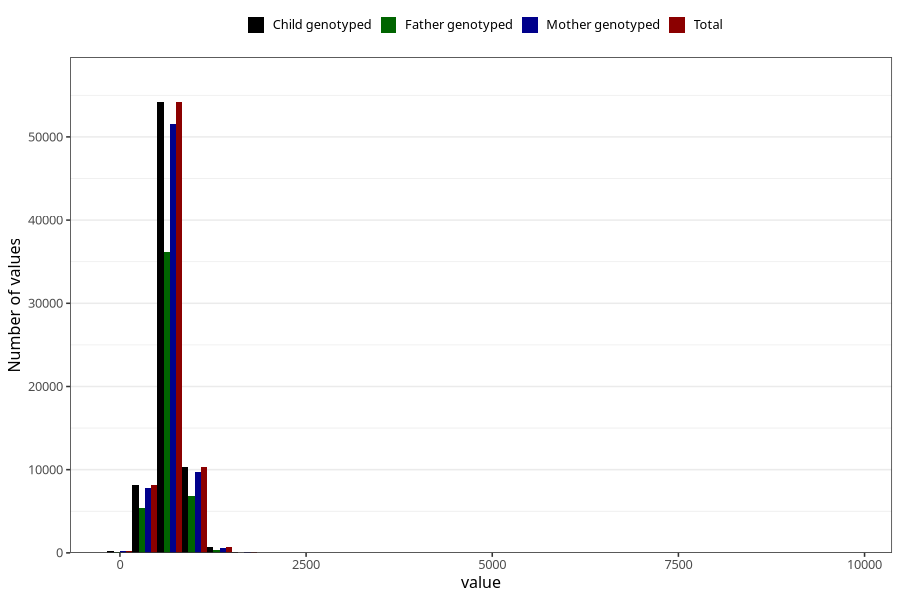 Child genotyped Father genotyped Mother genotyped Total
Number of values
50000
40000
30000
20000
10000
0
0 2500 5000 7500 10000
value